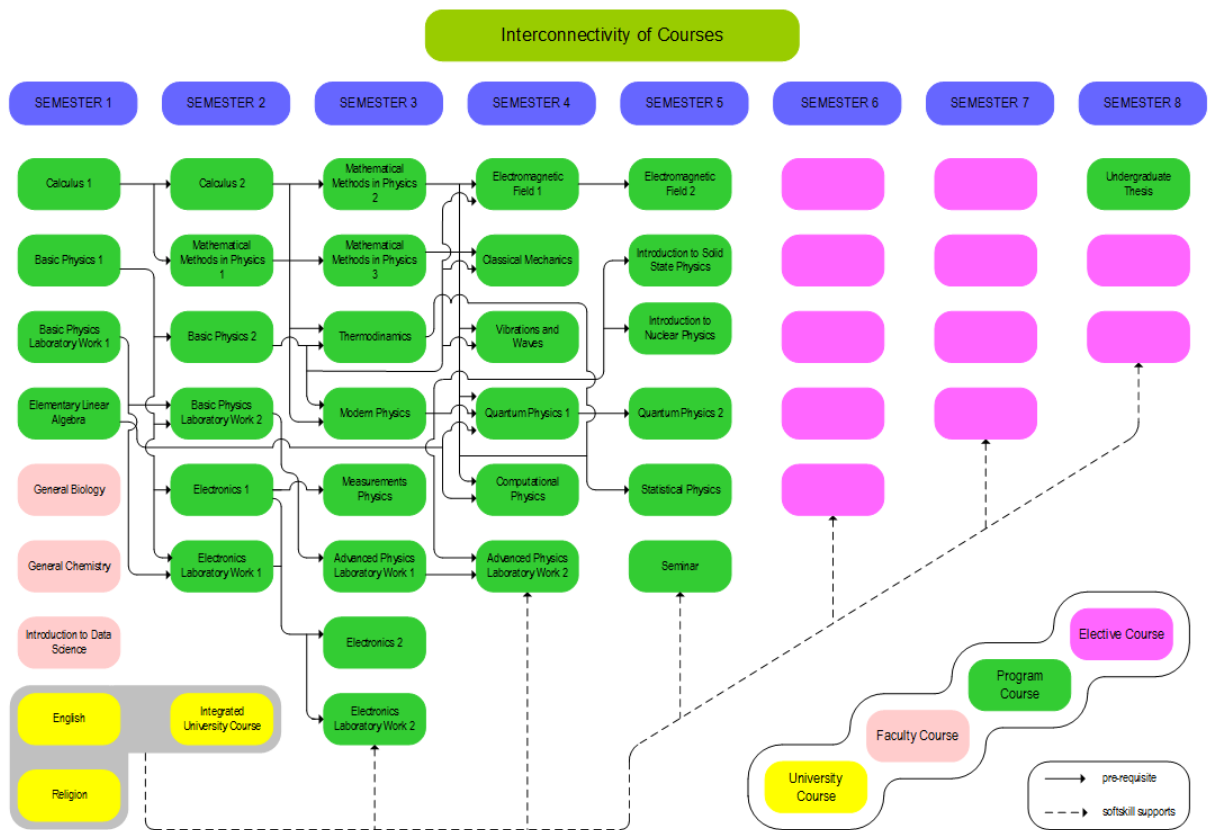 Interconnectivity of Courses
SEMESTER 1
SEMESTER 2
SEMESTER 3
SEMESTER 4
SEMESTER 5
SEMESTER 6
SEMESTER 7
SEMESTER 8
Calculus 1
Calculus 2
Mathematical
Methods in Physics
2
Electromagnetic
Field 1
Electromagnetic
Field 2
Undergraduate
Thesis
Basic Physics 1
Mathematical
Methods in Physics
1
Mathematical
Methods in Physics
3
Classical Mechanics
Introduction to Solid
State Physics
Basic Physics
Laboratory Work 1
Basic Physics 2
Thermodinamics
Vibrations and
Waves
Introduction to
Nuclear Physics
Elementary Linear
Algebra
Basic Physics
Laboratory Work 2
Modern Physics
Quantum Physics 1
Quantum Physics 2
General Biology
Electronics 1
Measurements
Physics
Computational
Physics
Statistical Physics
General Chemistry
Electronics
Laboratory Work 1
Advanced Physics
Laboratory Work 1
Advanced Physics
Laboratory Work 2
Seminar
Introduction to Data
Science
Electronics 2
English
Integrated
University Course
Electronics
Laboratory Work 2
Religion
Elective Course
Program
Course
Faculty Course
University
Course
pre-requisite
softskill supports